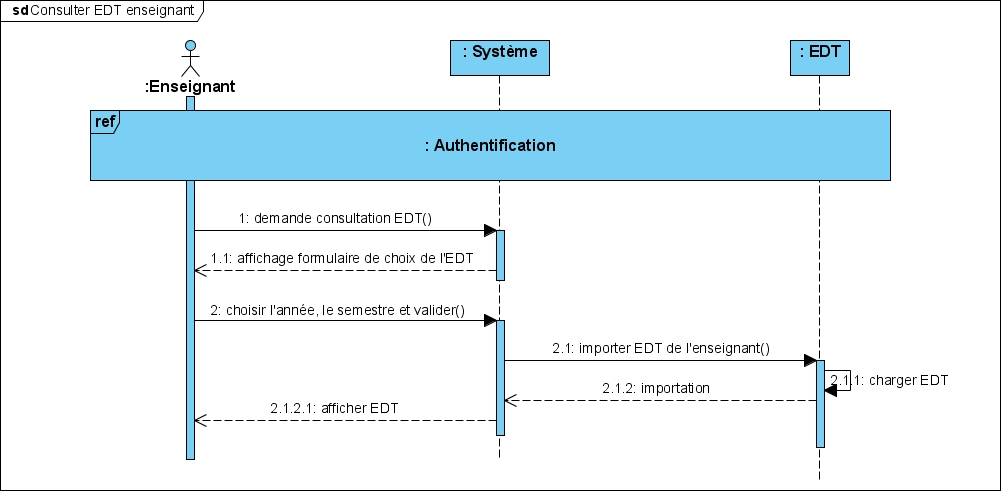 sd Consulter EDT enseignant
: Système
: EDT
:Enseignant
ref
: Authentification
1: demande consultation EDT()
1.1: affichage formulaire de choix de l'EDT
2: choisir l'année, le semestre et valider()
2.1: importer EDT de l'enseignant()
2.1.1: charger EDT
2.1.2: importation
2.1.2.1: afficher EDT